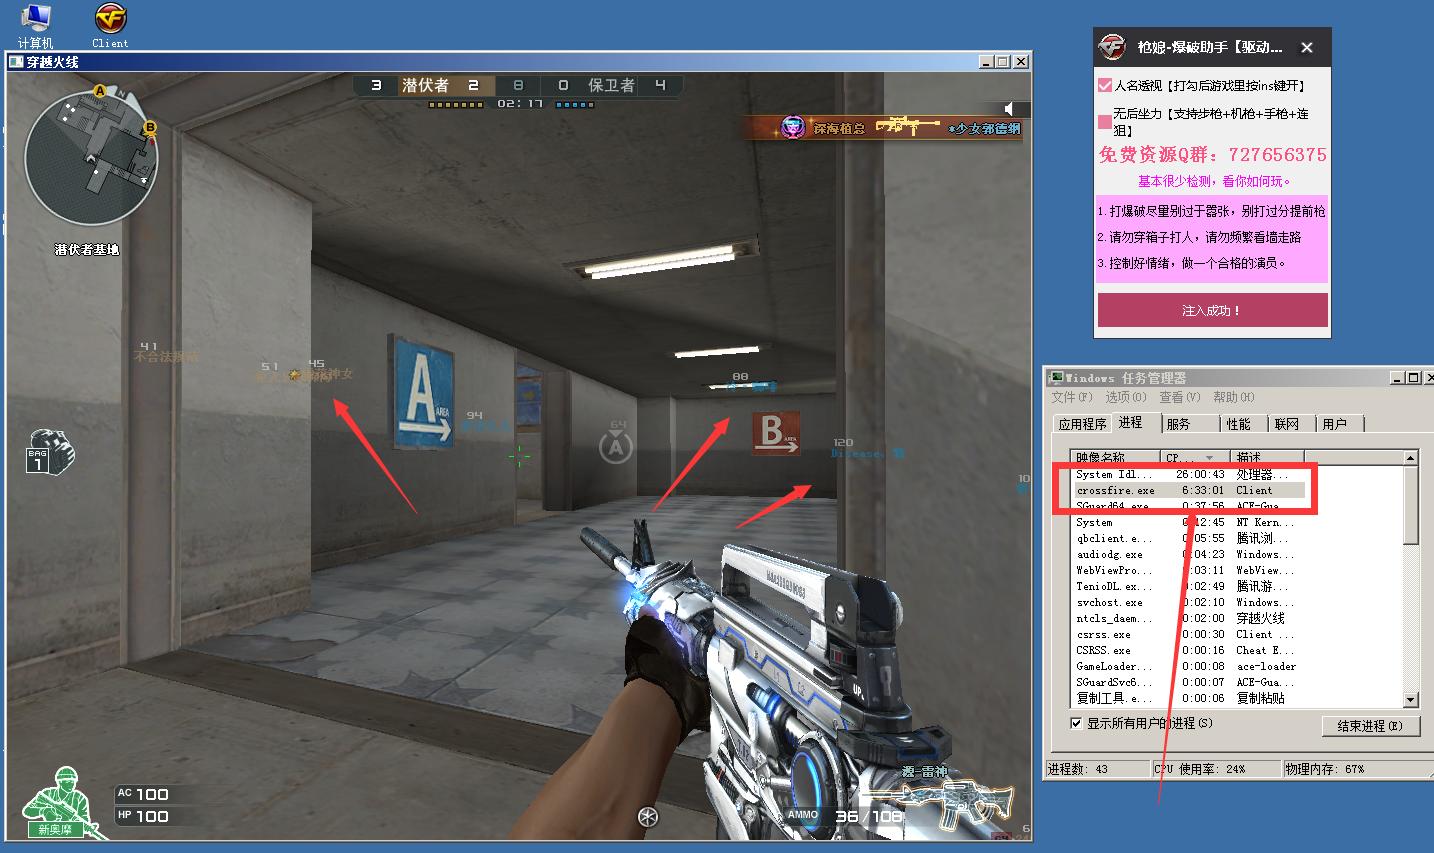 计算机
Client
穿越火线
3 潜伏者 2 8 0 保卫者 4
02:17
A
N
B
深海植总
*少女郭德纲
潜伏者基地
41
51
45
94
88
64
120
10
A AREA
B AREA
A
Disease、
BAG
1
UP
源-雷神
AC 100
HP 100
新奥摩
AMMO 36/108
6
枪娘-爆破助手【驱动...
人名透视【打勾后游戏里按ins键开】
无后坐力【支持步枪+机枪+手枪+连
狙】
免费资源Q群：727656375
基本很少检测，看你如何玩。
1.打爆破尽量别过于嚣张，别打过分提前枪
2.请勿穿箱子打人，请勿频繁看墙走路
3.控制好情绪，做一个合格的演员。
注入成功！
Windows 任务管理器
文件(F) 选项(O) 查看(V) 帮助(H)
应用程序 进程 服务 性能 联网 用户
映像名称 CP... 描述
System Idl... 26:00:43 处理器...
crossfire.exe 6:33:01 Client
SGuard64.exe 0:37:56 ACE-Gua...
System 0:12:45 NT Kern...
qbclient.e... 0:05:55 腾讯浏...
audiodg.exe 0:04:23 Windows...
WebViewPro... 0:03:11 WebView...
TenioDL.ex... 0:02:49 腾讯游...
svchost.exe 0:02:10 Windows...
ntcls_daem... 0:02:00 穿越火线
csrss.exe 0:00:30 Client ...
CSRSS.exe 0:00:16 Cheat E...
GameLoader... 0:00:08 ace-loader
SGuardSvc6... 0:00:07 ACE-Gua...
复制工具.e... 0:00:06 复制粘贴
显示所有用户的进程(S)
结束进程(E)
进程数: 43 CPU 使用率: 24% 物理内存: 67%